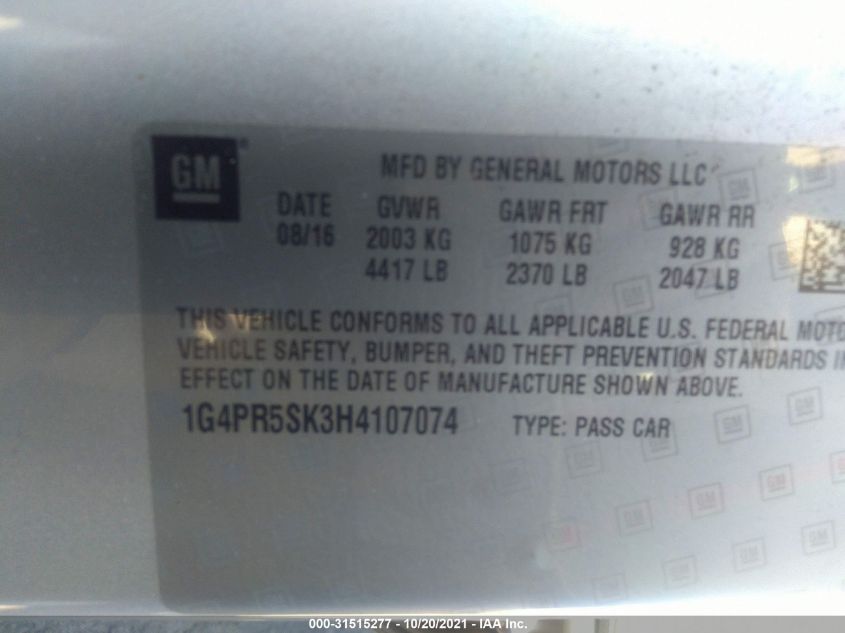 GM
MFD BY GENERAL MOTORS LLC
DATE GVWR GAWR FRT GAWR RR
08/16 2003 KG 1075 KG 928 KG
4417 LB 2370 LB 2047 LB
THIS VEHICLE CONFORMS TO ALL APPLICABLE U.S. FEDERAL MOTO
VEHICLE SAFETY, BUMPER, AND THEFT PREVENTION STANDARDS IN
EFFECT ON THE DATE OF MANUFACTURE SHOWN ABOVE.
1G4PR5SK3H4107074 TYPE: PASS CAR
000-31515277 - 10/20/2021 - IAA Inc.